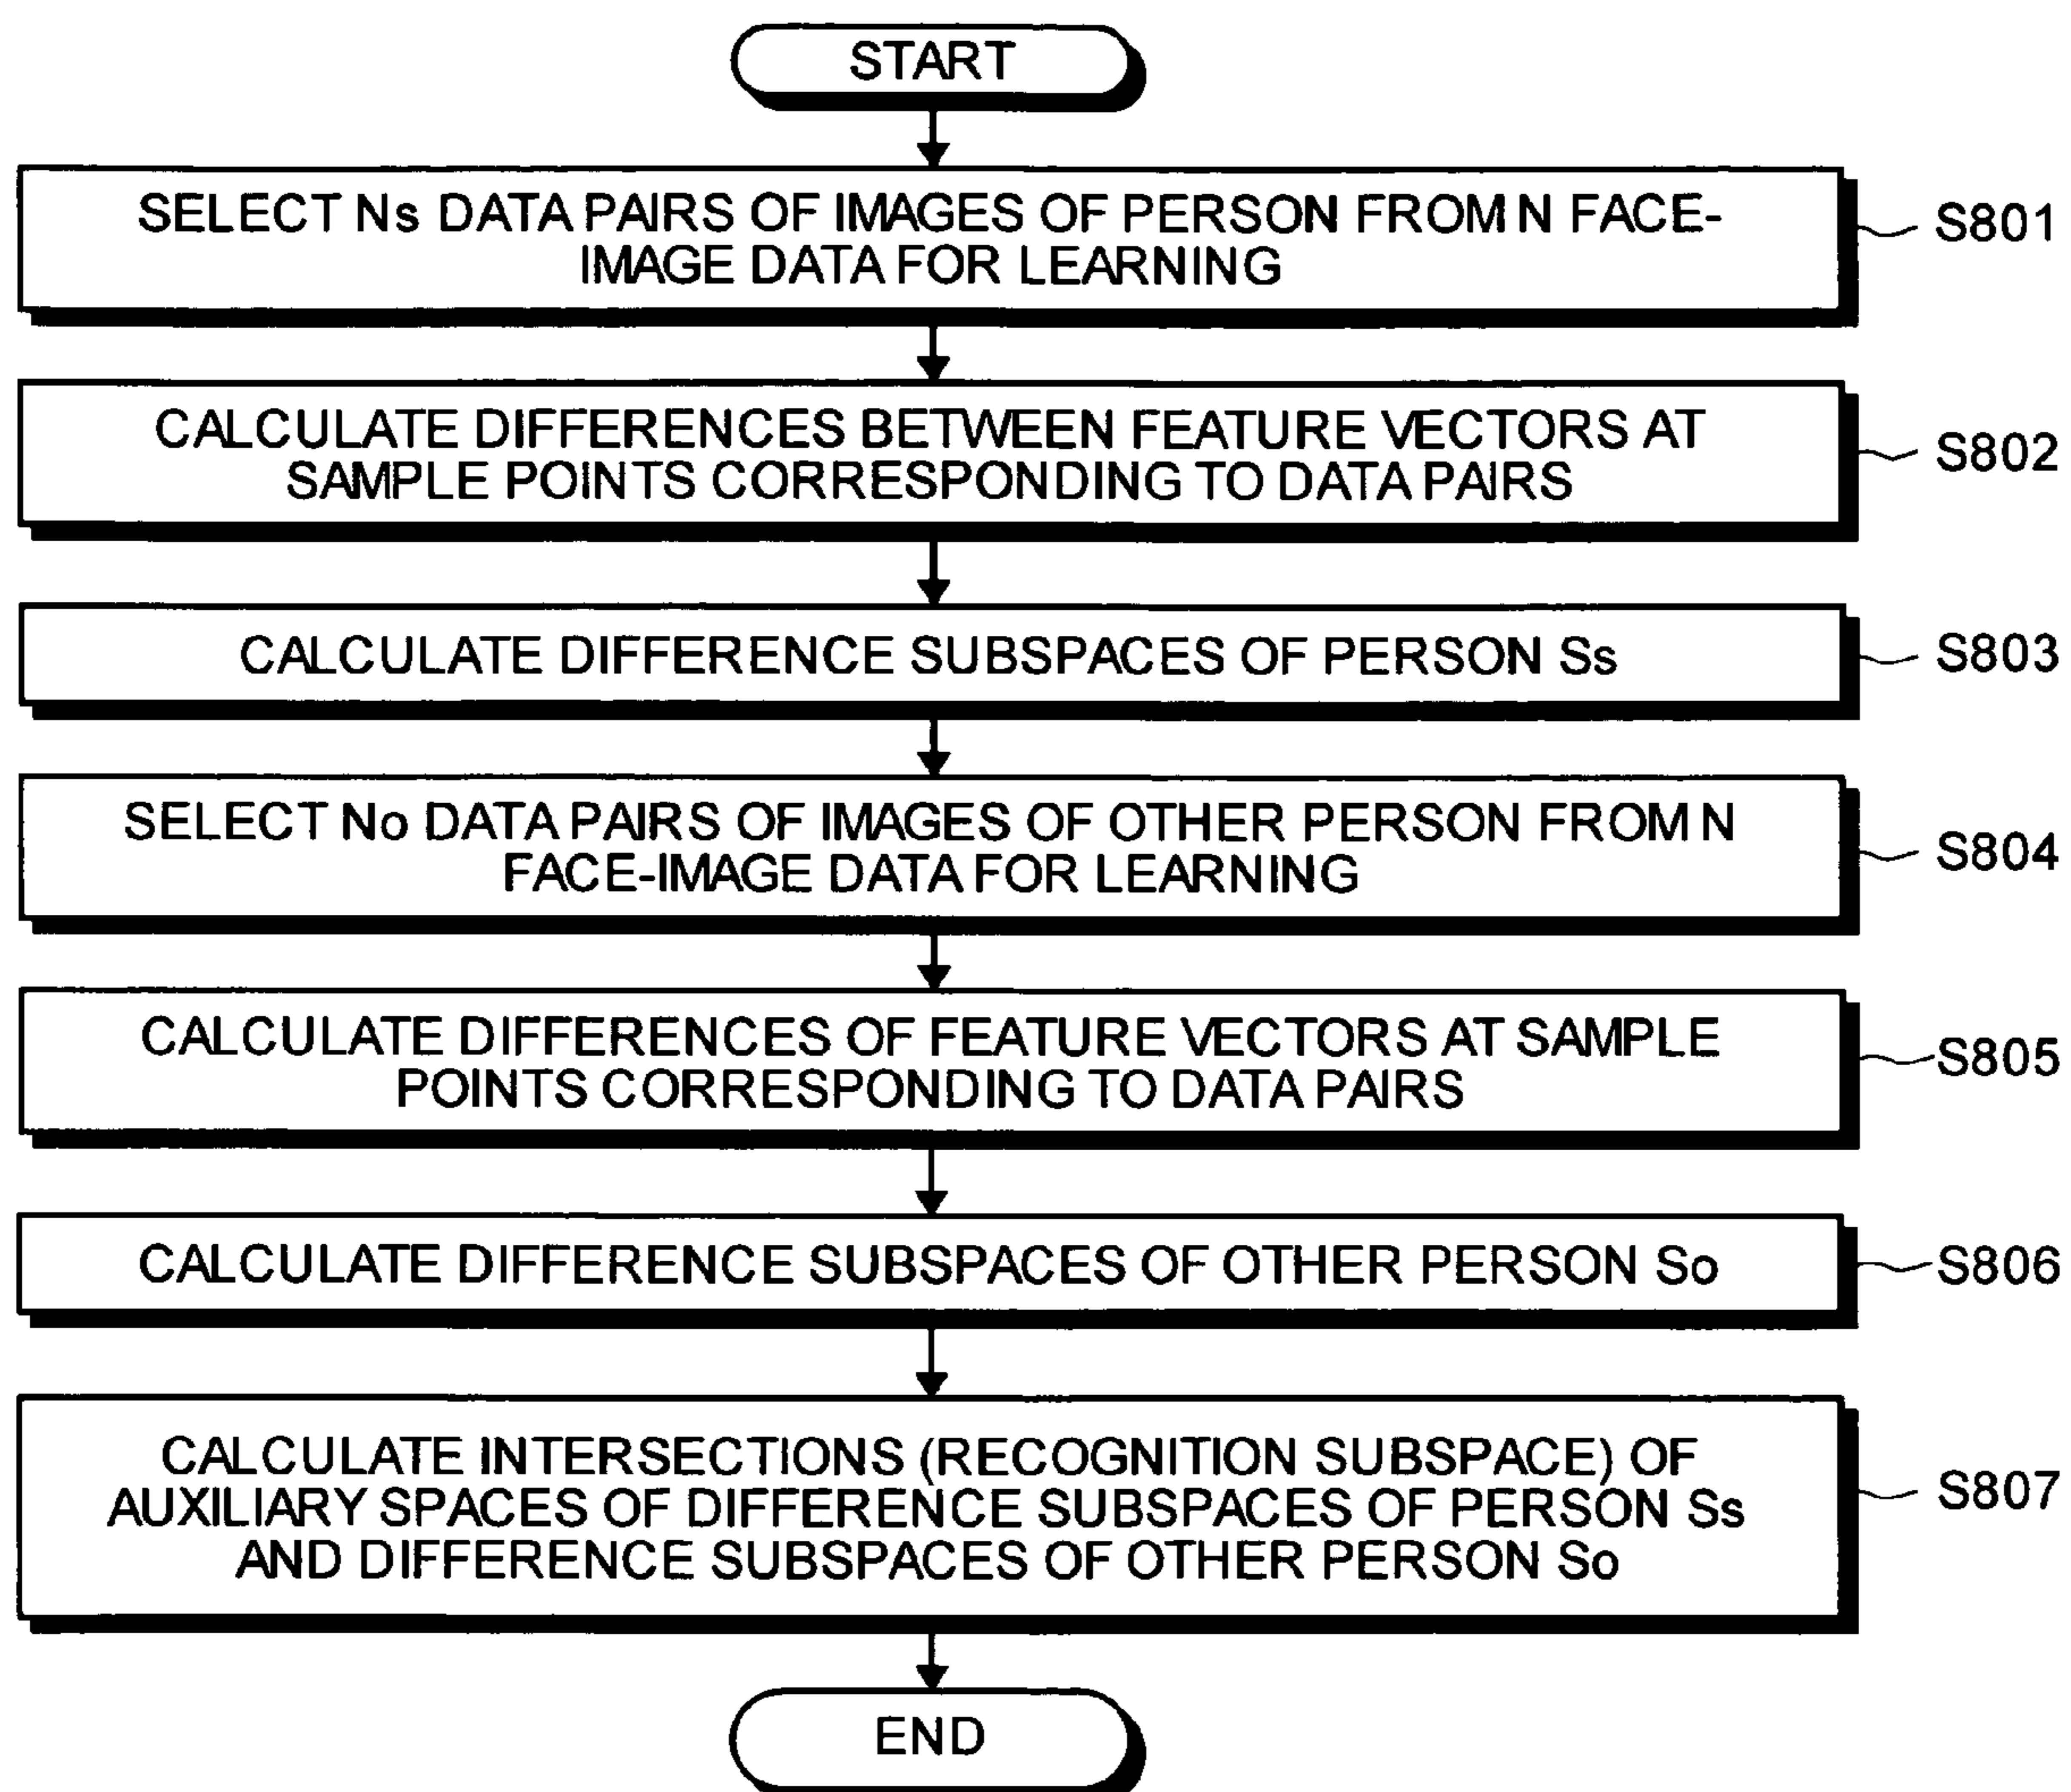 START
SELECT Ns DATA PAIRS OF IMAGES OF PERSON FROM N FACE-
IMAGE DATA FOR LEARNING
S801
CALCULATE DIFFERENCES BETWEEN FEATURE VECTORS AT
SAMPLE POINTS CORRESPONDING TO DATA PAIRS
S802
CALCULATE DIFFERENCE SUBSPACES OF PERSON Ss
S803
SELECT No DATA PAIRS OF IMAGES OF OTHER PERSON FROM N
FACE-IMAGE DATA FOR LEARNING
S804
CALCULATE DIFFERENCES OF FEATURE VECTORS AT SAMPLE
POINTS CORRESPONDING TO DATA PAIRS
S805
CALCULATE DIFFERENCE SUBSPACES OF OTHER PERSON So
S806
CALCULATE INTERSECTIONS (RECOGNITION SUBSPACE) OF
AUXILIARY SPACES OF DIFFERENCE SUBSPACES OF PERSON Ss
AND DIFFERENCE SUBSPACES OF OTHER PERSON So
S807
END